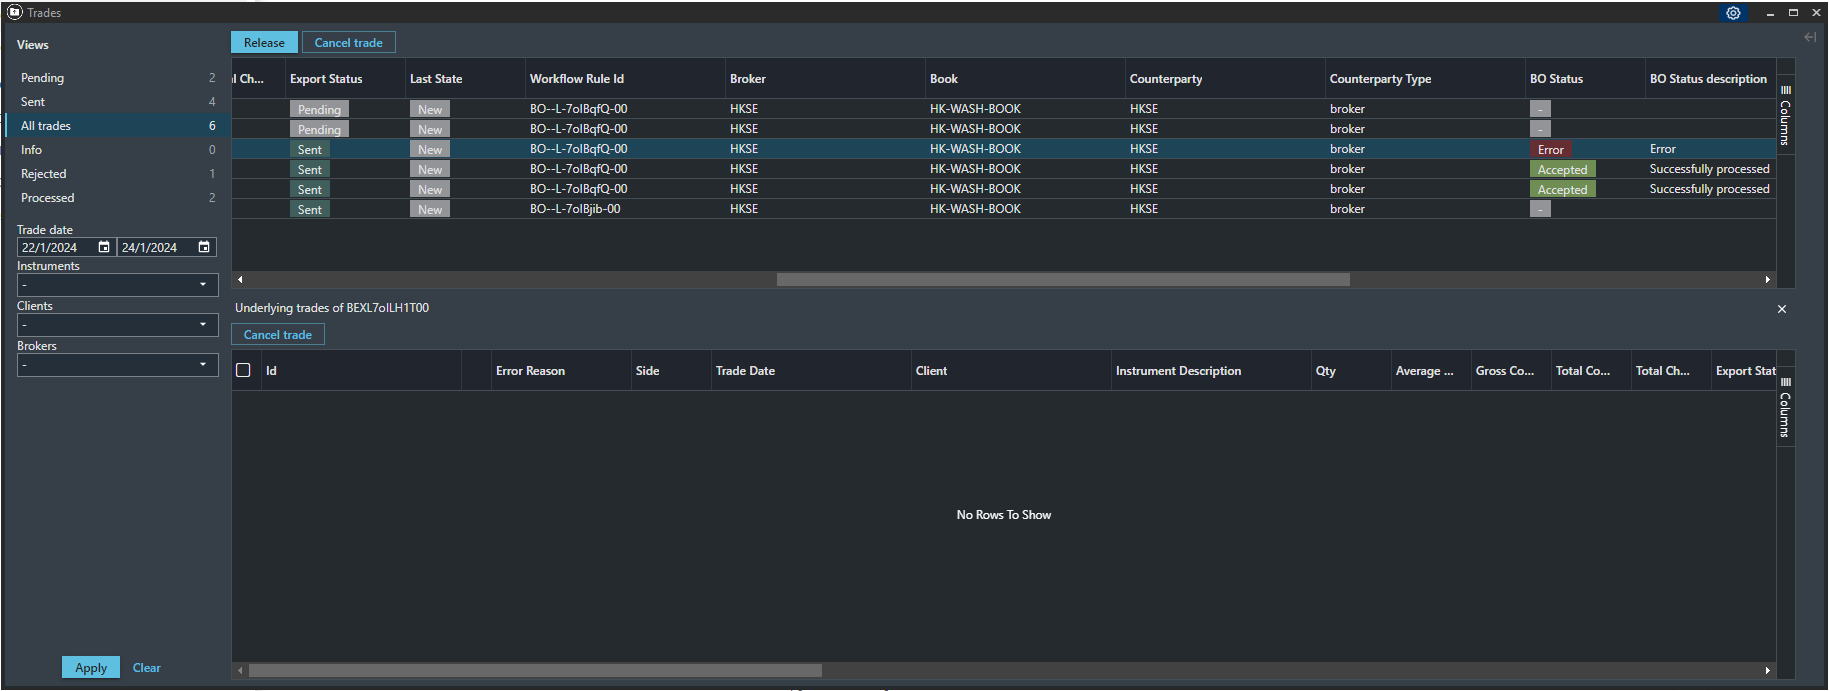 Trades
Views
Pending 2
Sent 4
All trades 6
Info 0
Rejected 1
Processed 2
Trade date
22/1/2024 24/1/2024
Instruments
-
Clients
-
Brokers
-
Apply Clear
Release Cancel trade
l Ch... Export Status Last State Workflow Rule Id Broker Book Counterparty Counterparty Type BO Status BO Status description
Pending New BO--L-7oIBqfQ-00 HKSE HK-WASH-BOOK HKSE broker -
Pending New BO--L-7oIBqfQ-00 HKSE HK-WASH-BOOK HKSE broker -
Sent New BO--L-7oIBqfQ-00 HKSE HK-WASH-BOOK HKSE broker Error Error
Sent New BO--L-7oIBqfQ-00 HKSE HK-WASH-BOOK HKSE broker Accepted Successfully processed
Sent New BO--L-7oIBqfQ-00 HKSE HK-WASH-BOOK HKSE broker Accepted Successfully processed
Sent New BO--L-7oIBjib-00 HKSE HK-WASH-BOOK HKSE broker -
Columns
Underlying trades of BEXL7oILH1T00
Cancel trade
Id Error Reason Side Trade Date Client Instrument Description Qty Average ... Gross Co... Total Co... Total Ch... Export Stat
Columns
No Rows To Show